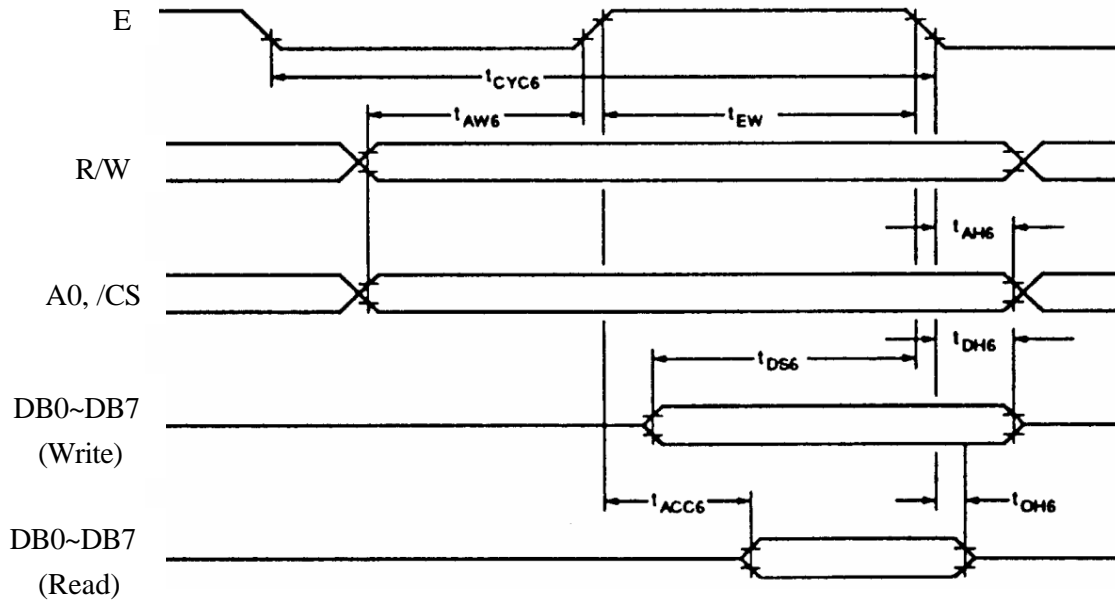 E
tCYC6
tAW6
tEW
R/W
tAH6
A0, /CS
tDH6
tDS6
DB0~DB7
(Write)
tACC6
tOH6
DB0~DB7
(Read)